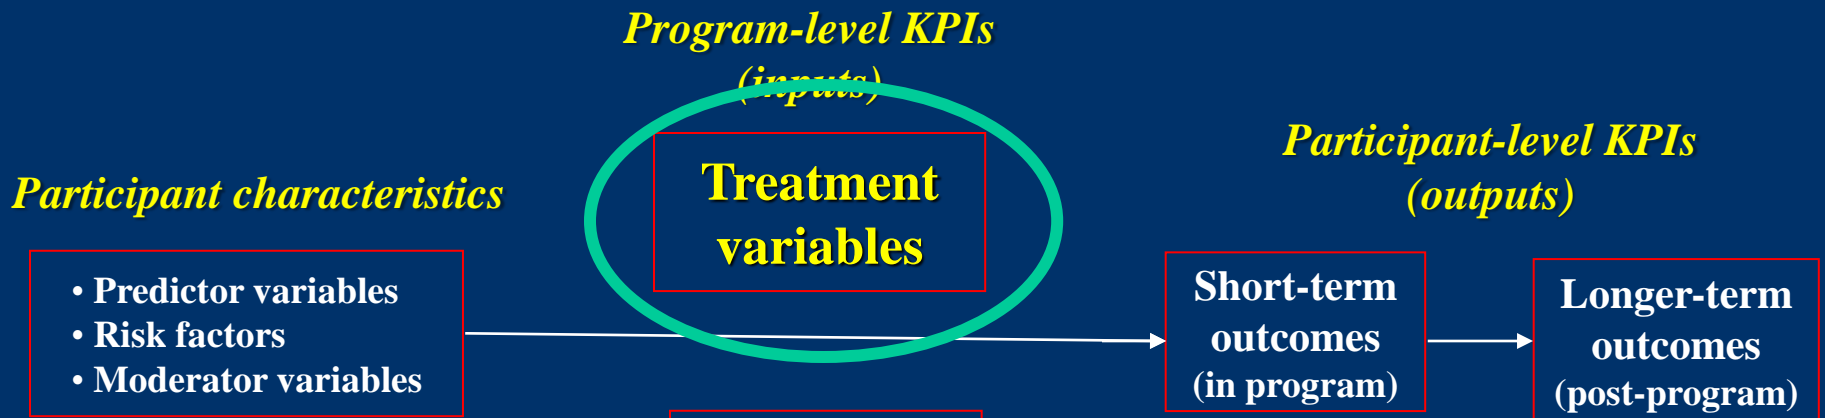 Program-level KPIs
(inputs)
Participant characteristics
• Predictor variables
• Risk factors
• Moderator variables
Treatment
variables
Participant-level KPIs
(outputs)
Short-term
outcomes
(in program)
Longer-term
outcomes
(post-program)